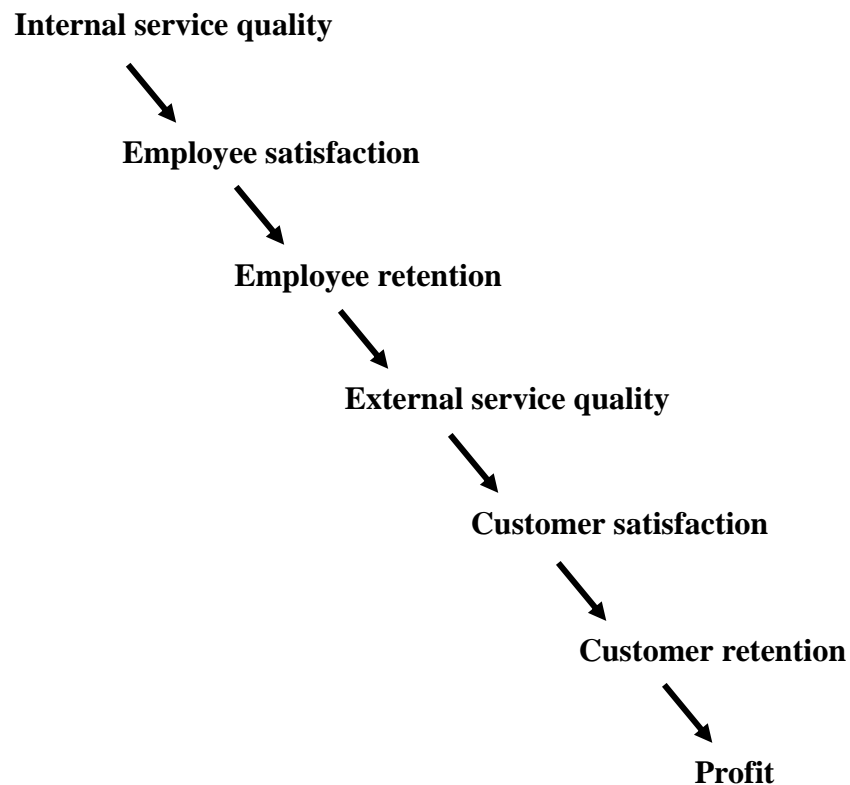 Internal service quality
Employee satisfaction
Employee retention
External service quality
Customer satisfaction
Customer retention
Profit